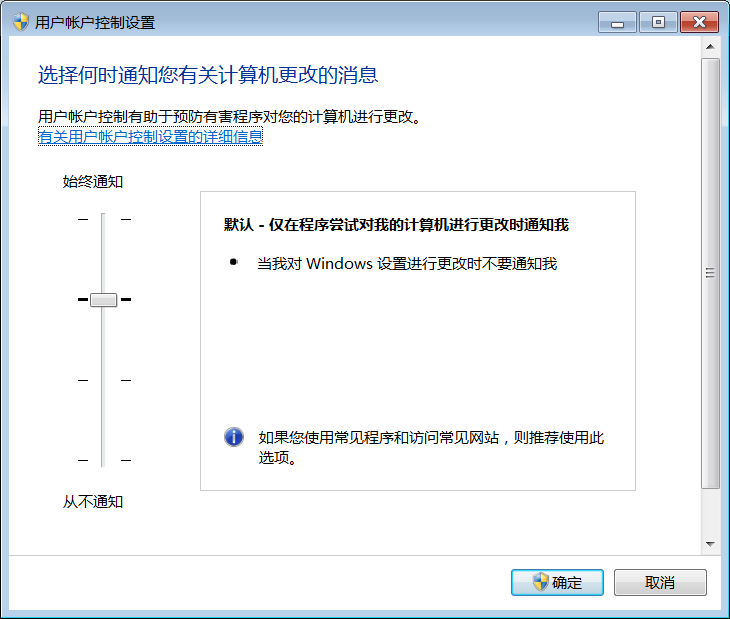 用户帐户控制设置
选择何时通知您有关计算机更改的消息
用户帐户控制有助于预防有害程序对您的计算机进行更改。
有关用户帐户控制设置的详细信息
始终通知
默认 - 仅在程序尝试对我的计算机进行更改时通知我
● 当我对 Windows 设置进行更改时不要通知我
如果您使用常见程序和访问常见网站，则推荐使用此
选项。
从不通知
确定
取消